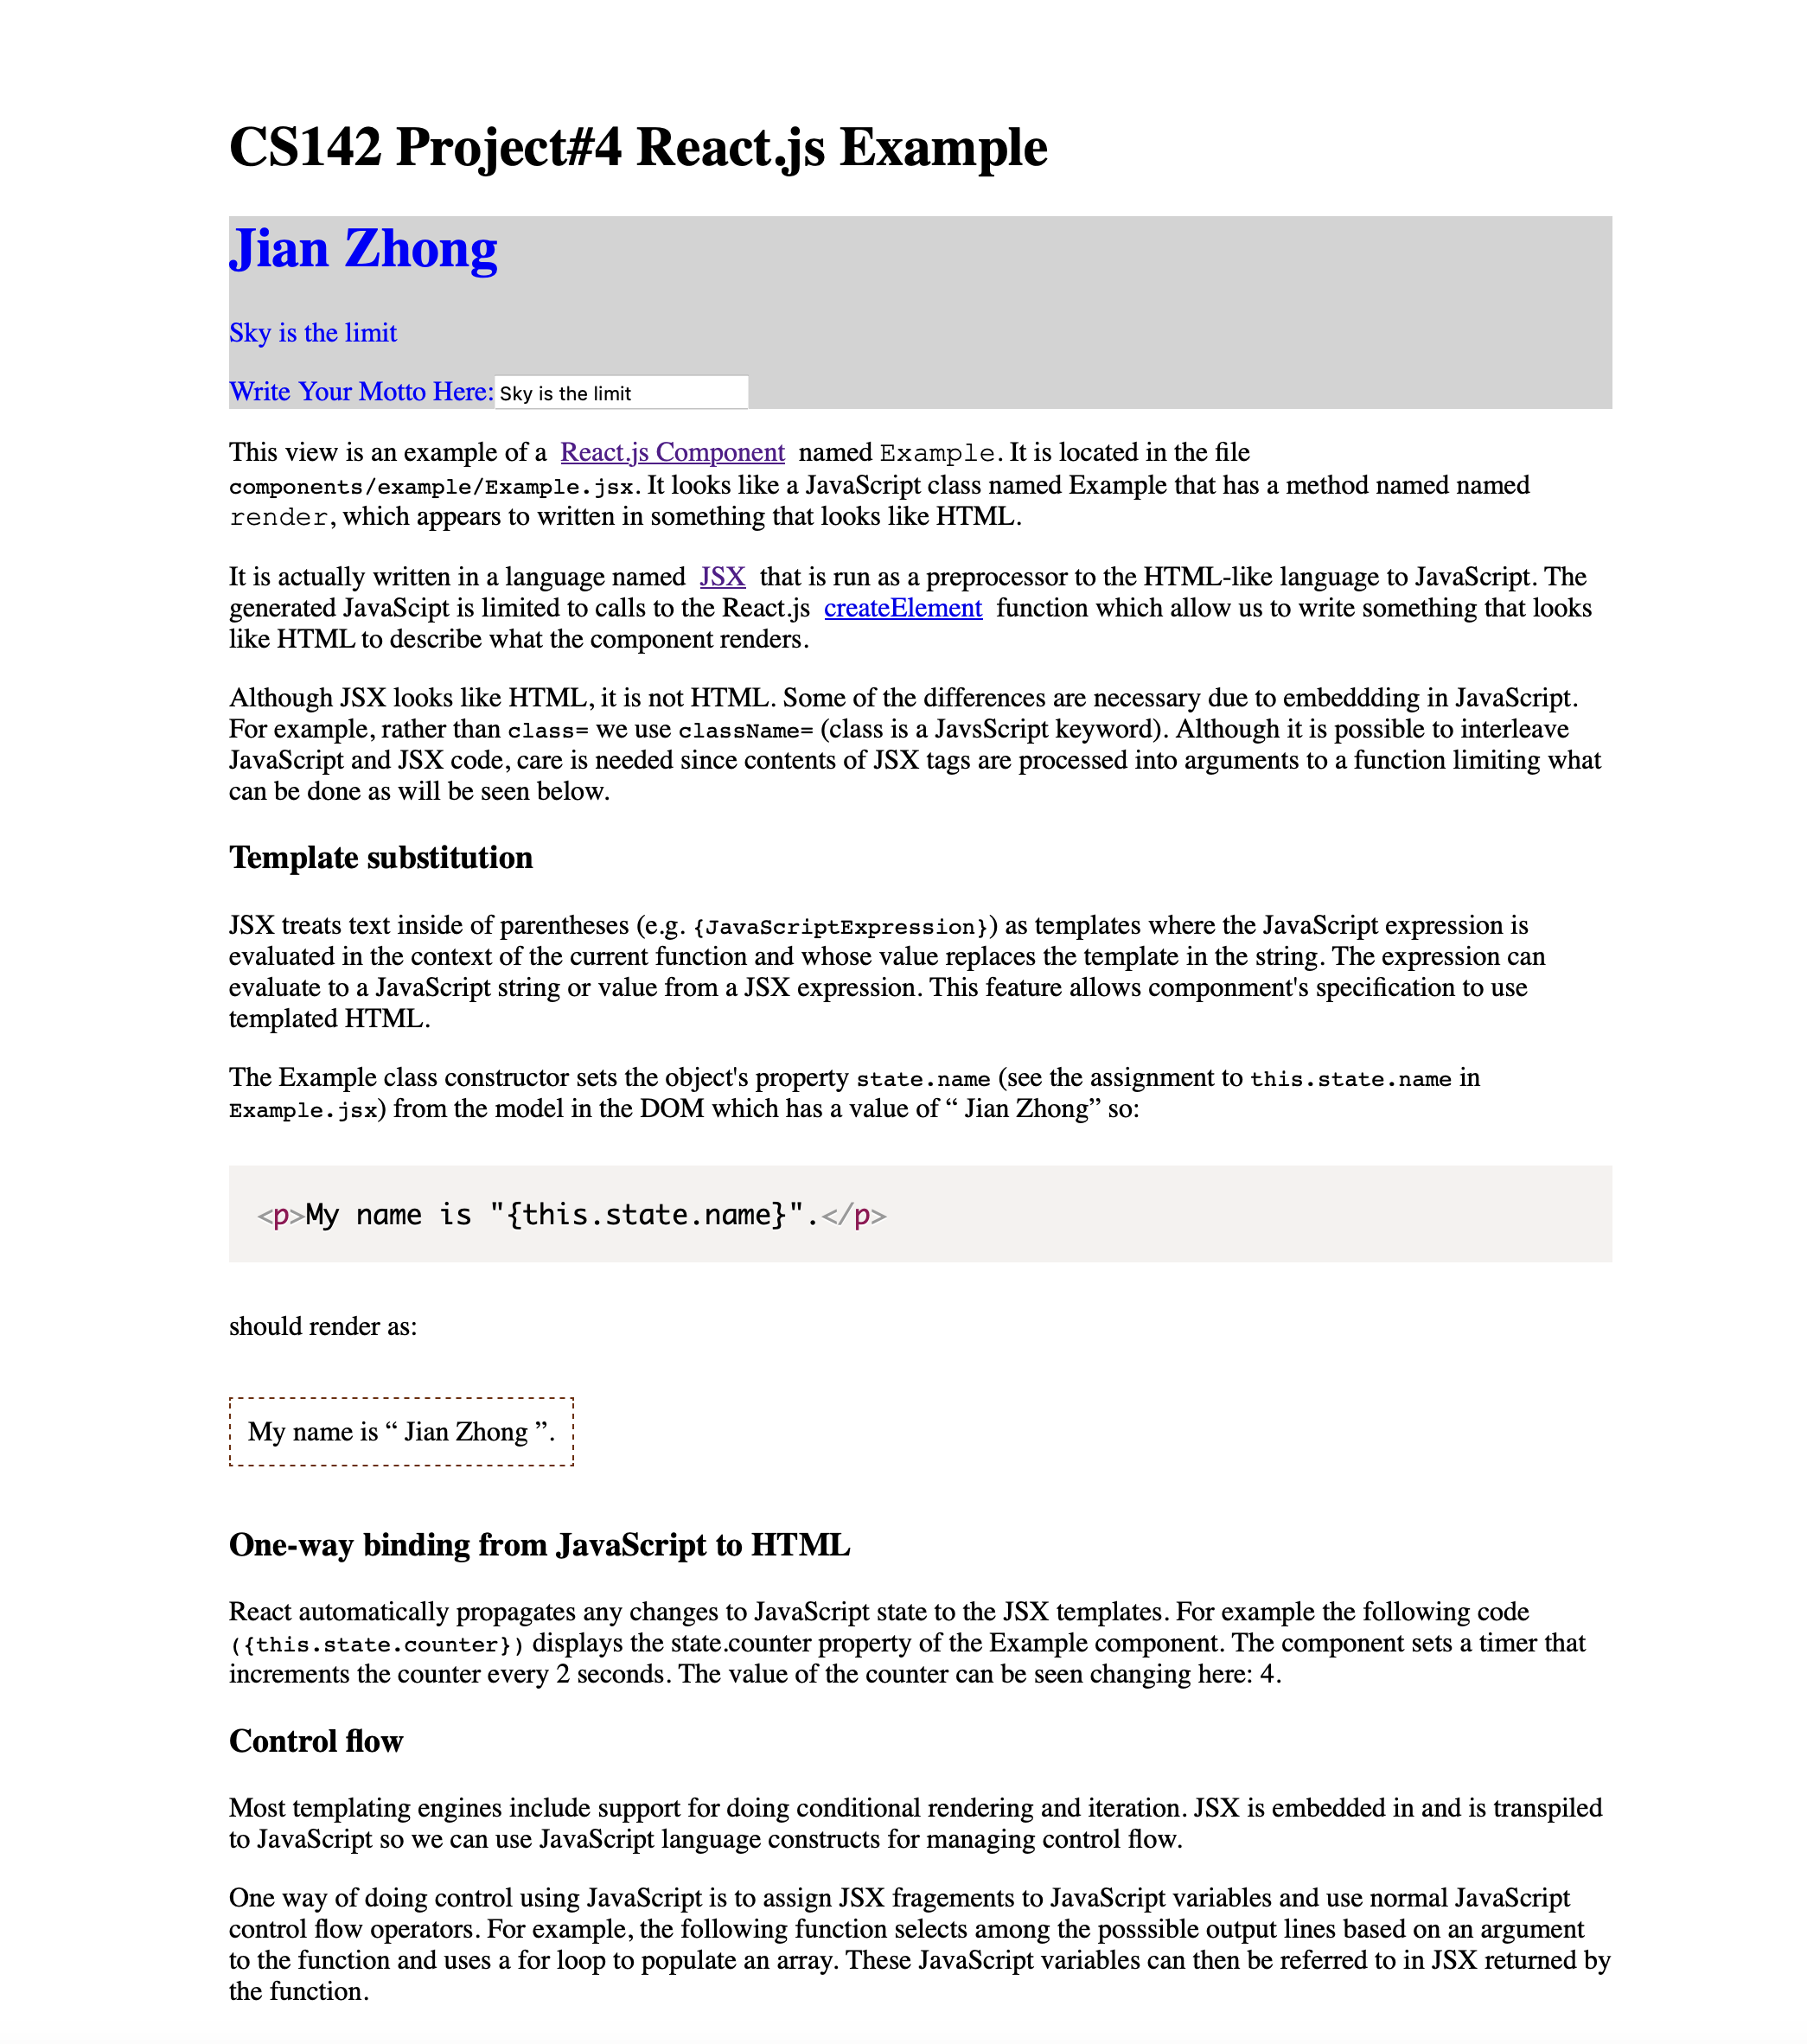 CS142 Project#4 React.js Example
Jian Zhong
Sky is the limit
Write Your Motto Here: Sky is the limit
This view is an example of a React.js Component named Example. It is located in the file
components/example/Example.jsx. It looks like a JavaScript class named Example that has a method named named
render, which appears to written in something that looks like HTML.
It is actually written in a language named JSX that is run as a preprocessor to the HTML-like language to JavaScript. The
generated JavaScipt is limited to calls to the React.js createElement function which allow us to write something that looks
like HTML to describe what the component renders.
Although JSX looks like HTML, it is not HTML. Some of the differences are necessary due to embeddding in JavaScript.
For example, rather than class= we use className= (class is a JavsScript keyword). Although it is possible to interleave
JavaScript and JSX code, care is needed since contents of JSX tags are processed into arguments to a function limiting what
can be done as will be seen below.
Template substitution
JSX treats text inside of parentheses (e.g. {JavaScriptExpression}) as templates where the JavaScript expression is
evaluated in the context of the current function and whose value replaces the template in the string. The expression can
evaluate to a JavaScript string or value from a JSX expression. This feature allows componment's specification to use
templated HTML.
The Example class constructor sets the object's property state.name (see the assignment to this.state.name in
Example.jsx) from the model in the DOM which has a value of “ Jian Zhong” so:
<p>My name is "{this.state.name}".</p>
should render as:
My name is “ Jian Zhong ”.
One-way binding from JavaScript to HTML
React automatically propagates any changes to JavaScript state to the JSX templates. For example the following code
({this.state.counter}) displays the state.counter property of the Example component. The component sets a timer that
increments the counter every 2 seconds. The value of the counter can be seen changing here: 4.
Control flow
Most templating engines include support for doing conditional rendering and iteration. JSX is embedded in and is transpiled
to JavaScript so we can use JavaScript language constructs for managing control flow.
One way of doing control using JavaScript is to assign JSX fragements to JavaScript variables and use normal JavaScript
control flow operators. For example, the following function selects among the posssible output lines based on an argument
to the function and uses a for loop to populate an array. These JavaScript variables can then be referred to in JSX returned by
the function.